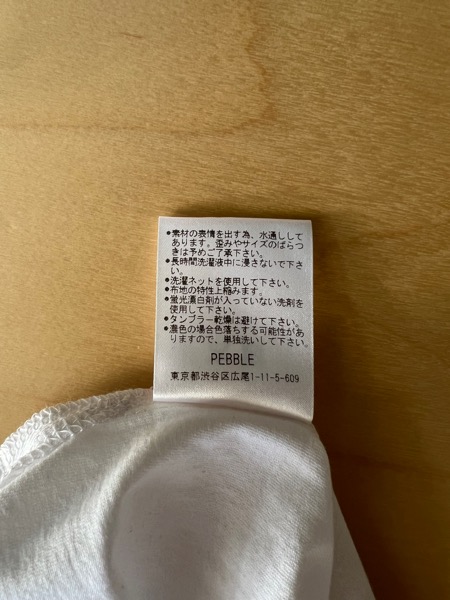 ●素材の表情を出す為、水通しして
あります。歪みやサイズのばらつ
きは予めご了承下さい。
●長時間洗濯液中に浸さないで下さ
い。
●洗濯ネットを使用して下さい。
●布地の特性上縮みます。
●蛍光漂白剤が入っていない洗剤を
使用して下さい。
●タンブラー乾燥は避けて下さい。
●濃色の場合色落ちする可能性があ
りますので、単独洗いして下さい。
PEBBLE
東京都渋谷区広尾1-11-5-609